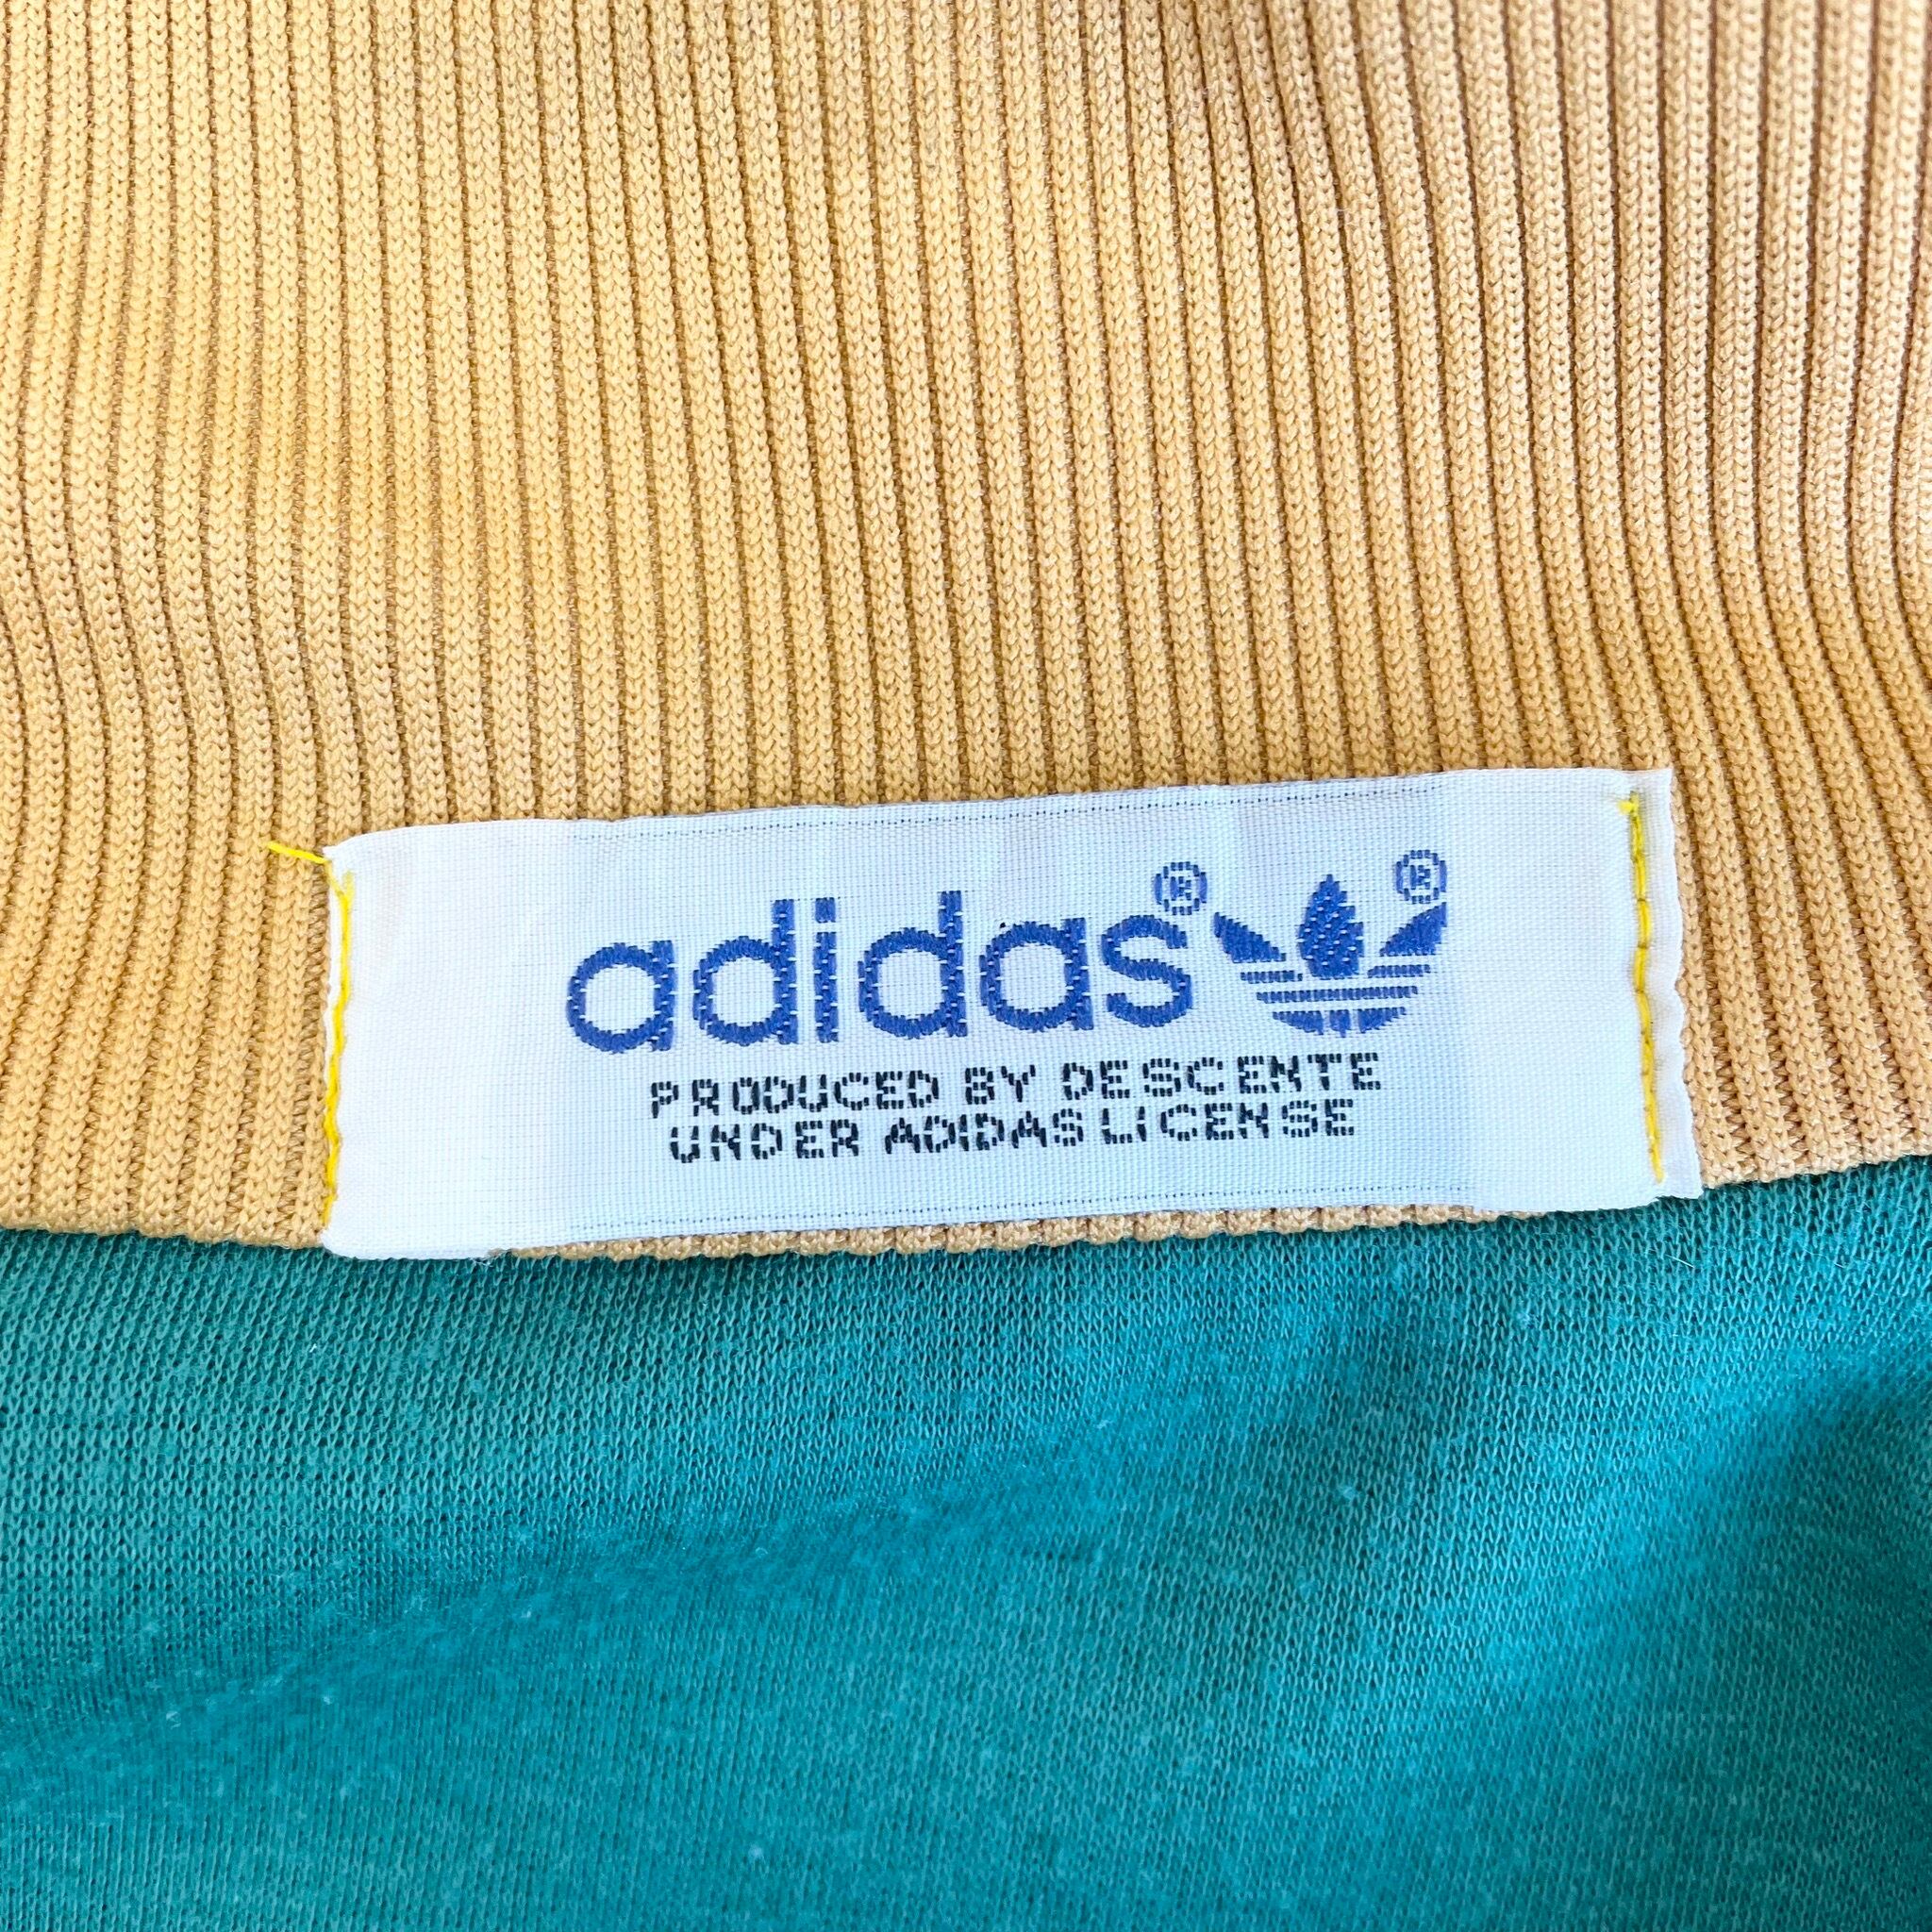 adidas® ®
PRODUCED BY DESCENTE
UNDER ADIDAS LICENSE